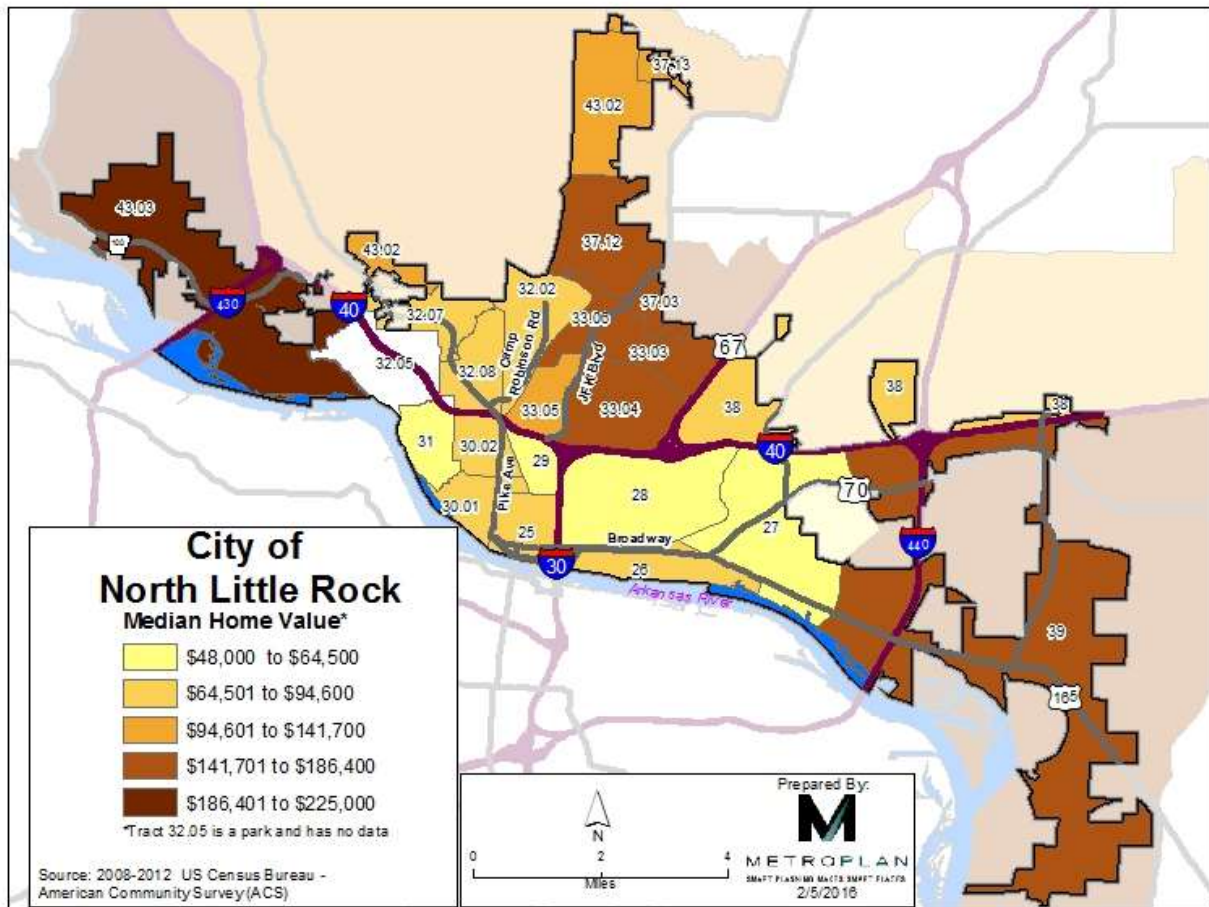 37.13
43.02
43.03
100
37.12
43.02
32.02
37.03
430
40
32.07
33.06
Camp
Robinson Rd
JFK Blvd
33.03
67
32.05
32.08
38
33.05
33.04
38
38
31
30.02
29
40
Pike Ave
28
70
30.01
27
25
Broadway
440
30
26
Arkansas River
39
165
City of
North Little Rock
Median Home Value*
$48,000 to $64,500
$64,501 to $94,600
$94,601 to $141,700
$141,701 to $186,400
$186,401 to $225,000
*Tract 32.05 is a park and has no data
Source: 2008-2012 US Census Bureau -
American Community Survey (ACS)
N
0 2 4
Miles
Prepared By:
M
METROPLAN
SMART PLANNING MAKES SMART PLACES
2/5/2016